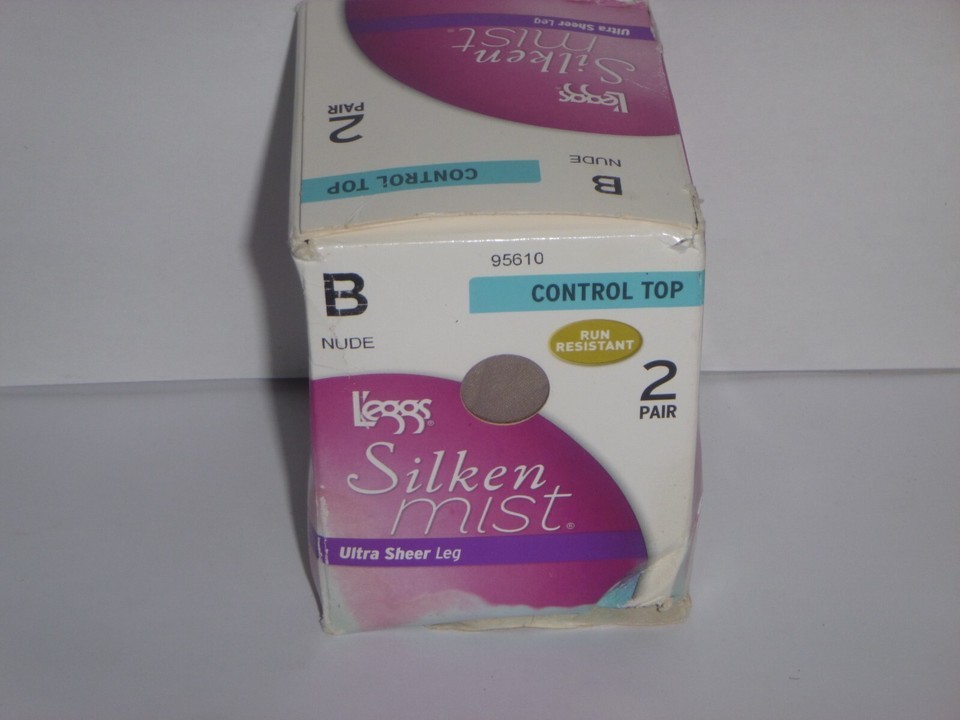 Ultra Sheer Leg
Silken
mist
L'eggs
2
PAIR
B
NUDE
CONTROL TOP
95610
B
CONTROL TOP
NUDE
RUN
RESISTANT
2
PAIR
L'eggs®
Silken
mist®
Ultra Sheer Leg